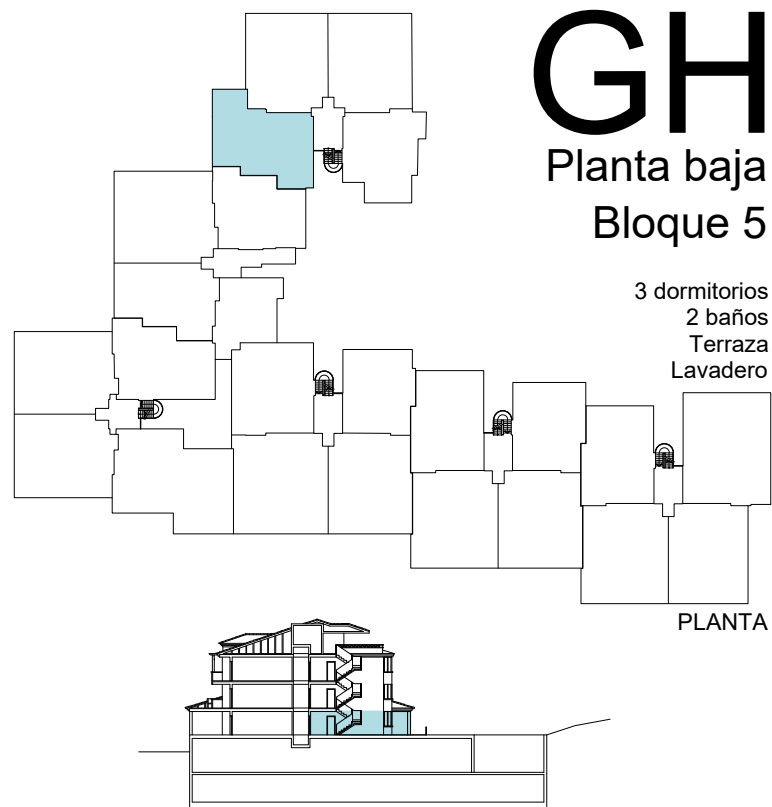 GH
Planta baja
Bloque 5
3 dormitorios
2 baños
Terraza
Lavadero
PLANTA